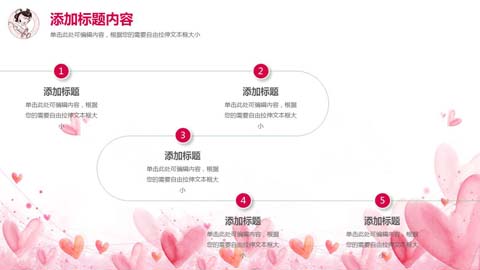 添加标题内容
单击此处可编辑内容，根据您的需要自由拉伸文本框大小
1
2
添加标题
添加标题
单击此处可编辑内容，根据
您的需要自由拉伸文本框大
小
单击此处可编辑内容，根据
您的需要自由拉伸文本框大
小
3
添加标题
单击此处可编辑内容，根据
您的需要自由拉伸文本框大
小
4
5
添加标题
添加标题
单击此处可编辑内容，根据
您的需要自由拉伸文本框大
小
单击此处可编辑内容，根据
您的需要自由拉伸文本框大
小